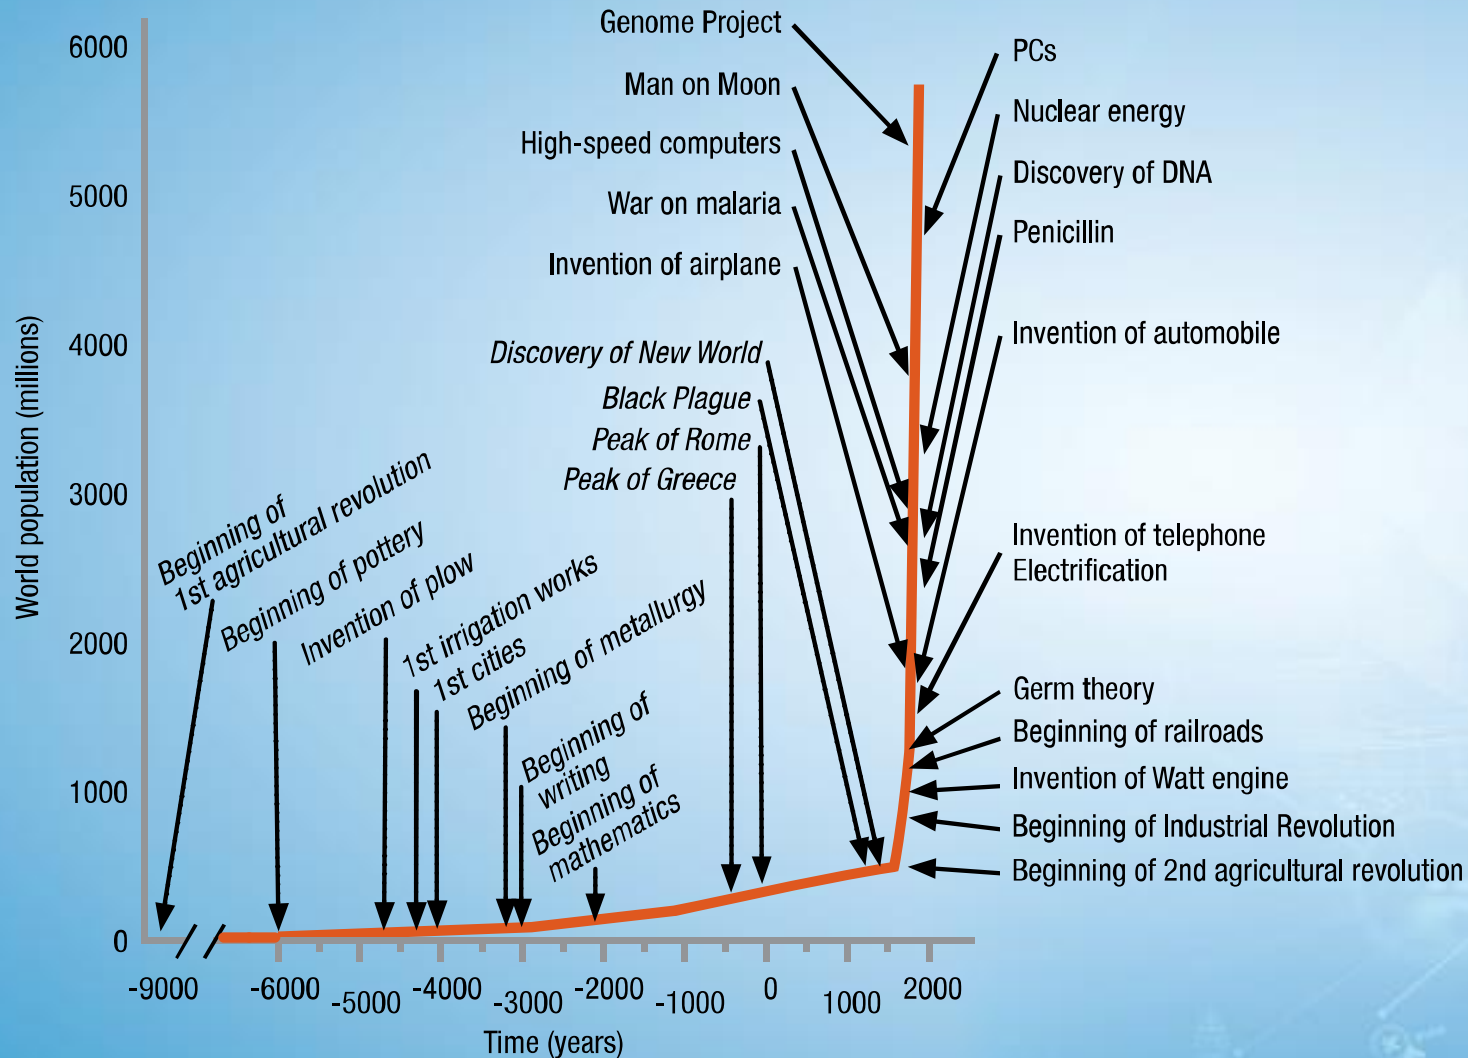 Genome Project
Man on Moon
High-speed computers
War on malaria
Invention of airplane
Discovery of New World
Black Plague
Peak of Rome
Peak of Greece
PCs
Nuclear energy
Discovery of DNA
Penicillin
Invention of automobile
Invention of telephone
Electrification
Germ theory
Beginning of railroads
Invention of Watt engine
Beginning of Industrial Revolution
Beginning of 2nd agricultural revolution
Beginning of
1st agricultural revolution
Beginning of pottery
Invention of plow
1st irrigation works
1st cities
Beginning of metallurgy
Beginning of
writing
Beginning of
mathematics
World population (millions)
6000
5000
4000
3000
2000
1000
0
-9000
-6000
-5000
-4000
-3000
-2000
-1000
0
1000
2000
Time (years)